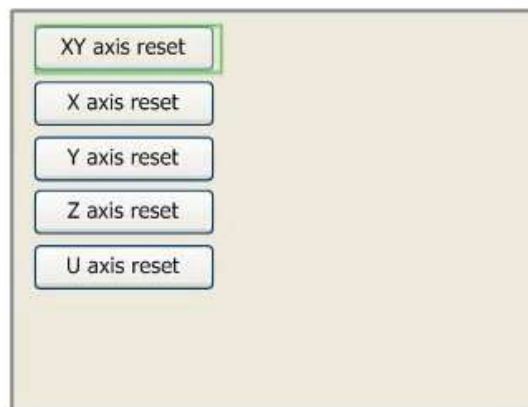 XY axis reset
X axis reset
Y axis reset
Z axis reset
U axis reset